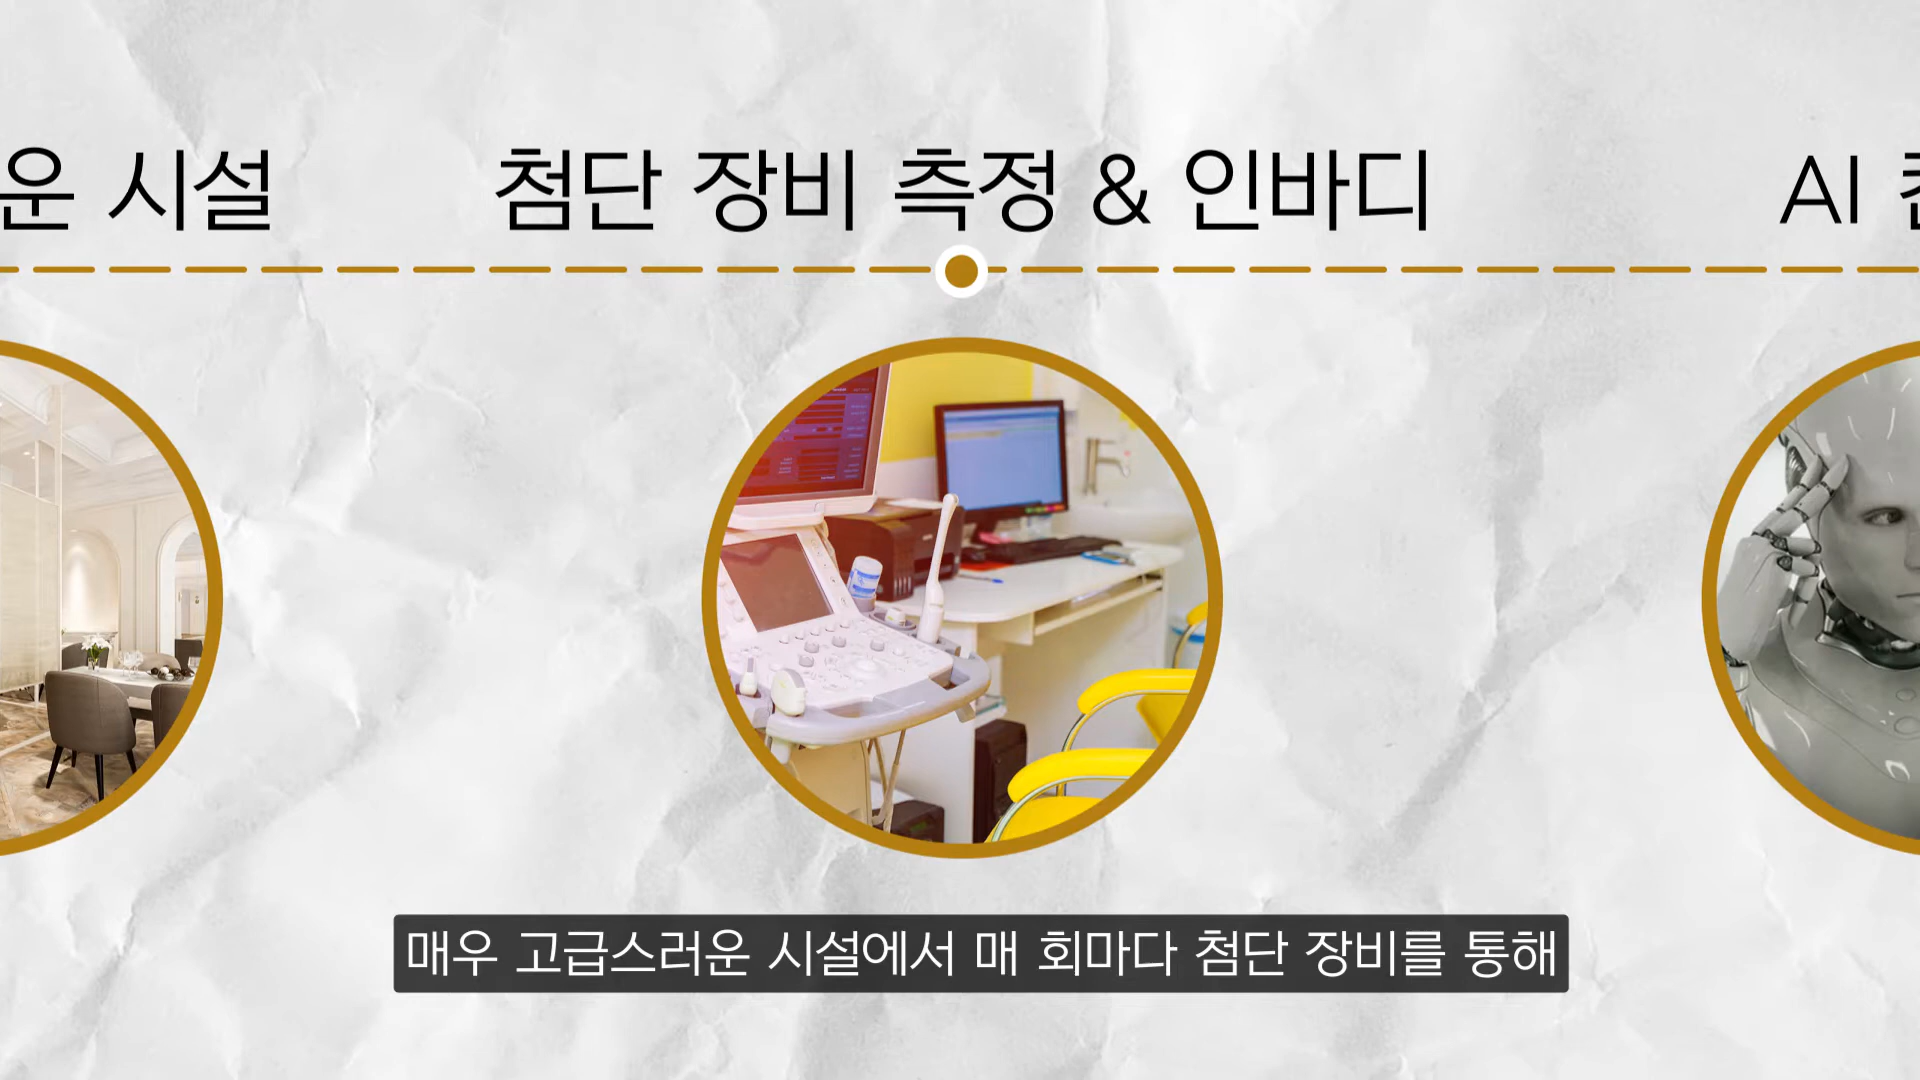 운 시설
첨단 장비 측정 & 인바디
AI
매우 고급스러운 시설에서 매 회마다 첨단 장비를 통해